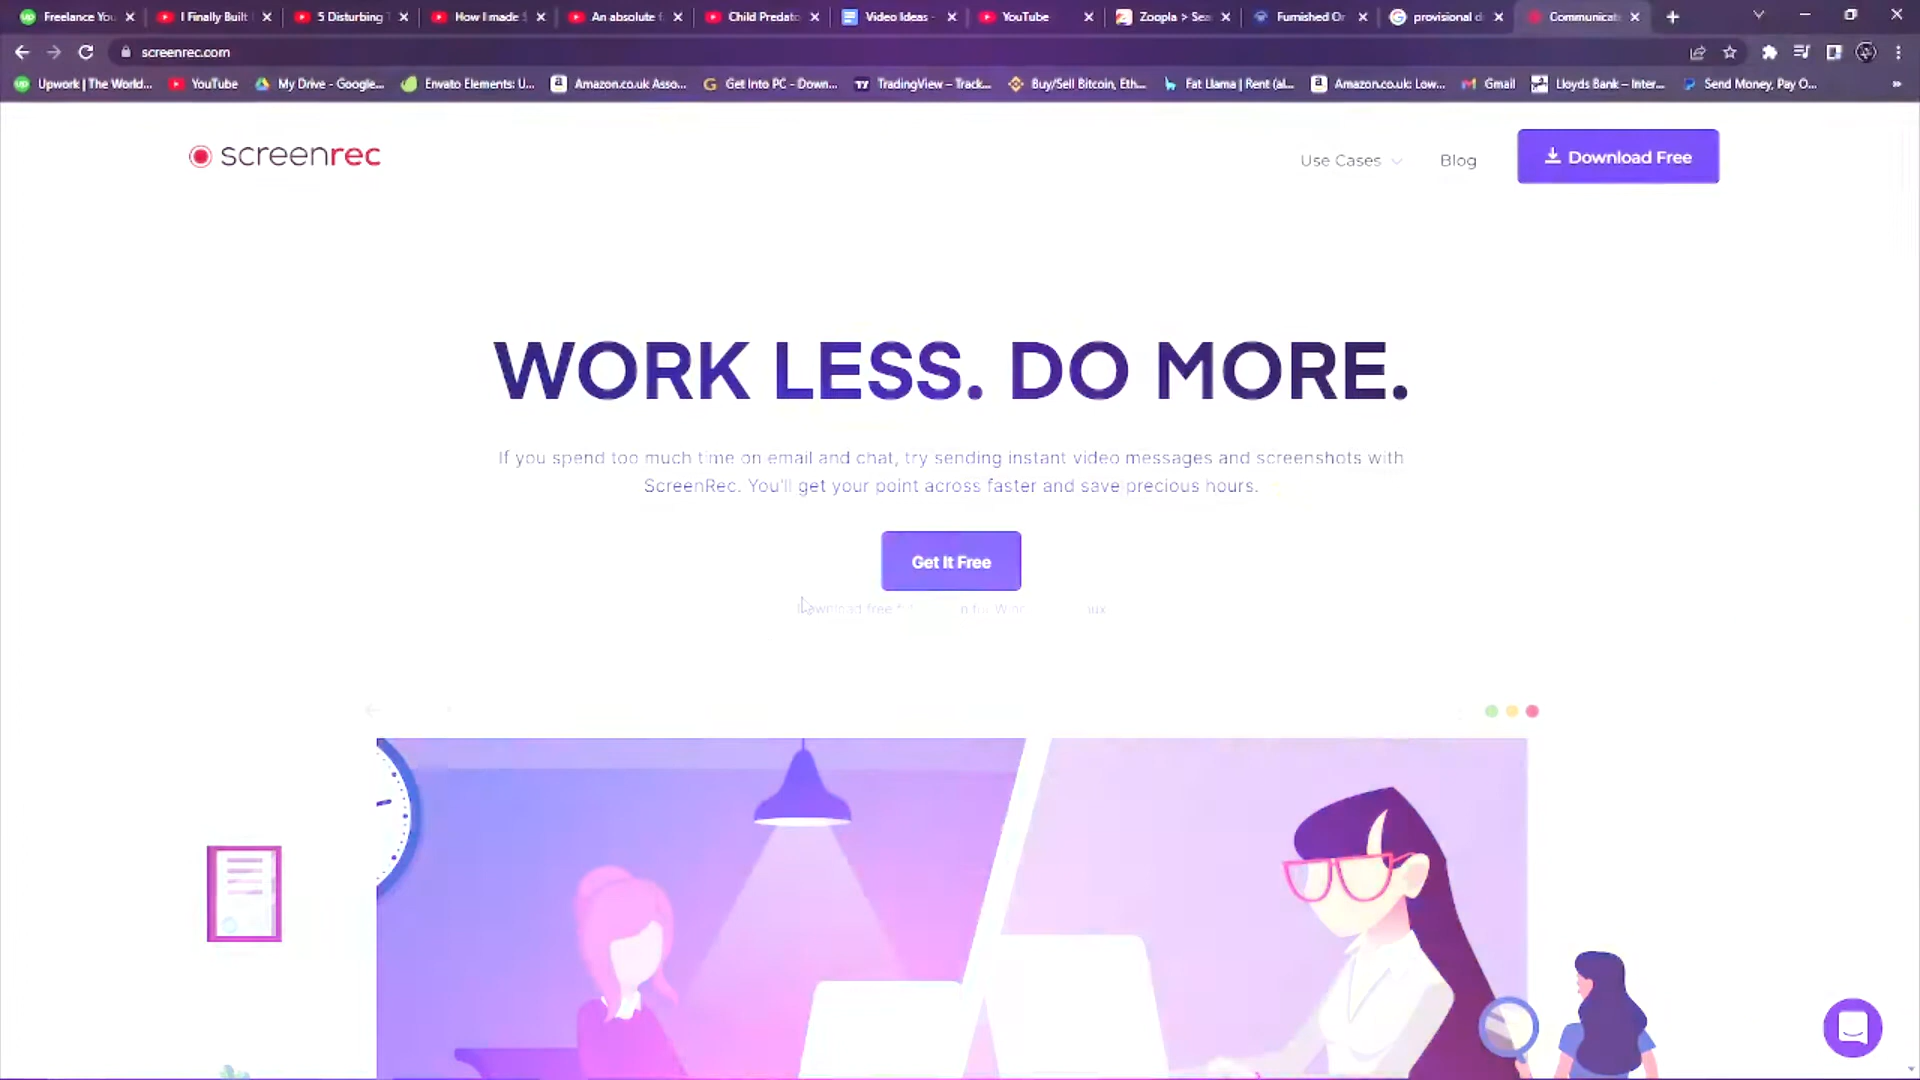 Freelance You
I Finally Built
5 Disturbing
How I made
An absolute f
Child Predato
Video Ideas -
YouTube
Zoopla > Sea
Furnished Or
provisional d
Communicat
screenrec.com
Upwork | The World...
YouTube
My Drive - Google...
Envato Elements: U...
Amazon.co.uk Asso...
Get Into PC - Down...
TradingView – Track...
Buy/Sell Bitcoin, Eth...
Fat Llama | Rent (al...
Amazon.co.uk: Low...
Gmail
Lloyds Bank – Inter...
Send Money, Pay O...
»
screenrec
Use Cases
Blog
Download Free
WORK LESS. DO MORE.
If you spend too much time on email and chat, try sending instant video messages and screenshots with
ScreenRec. You'll get your point across faster and save precious hours.
Get It Free
Download free